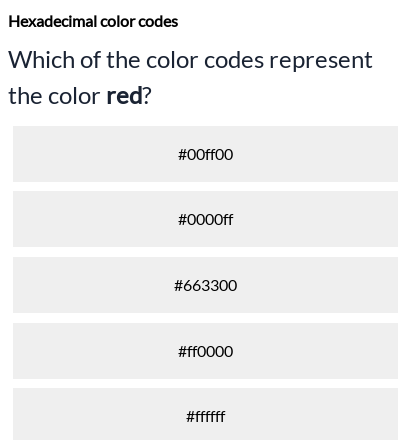 Hexadecimal color codes
Which of the color codes represent
the color red?
#00ff00
#0000ff
#663300
#ff0000
#ffffff